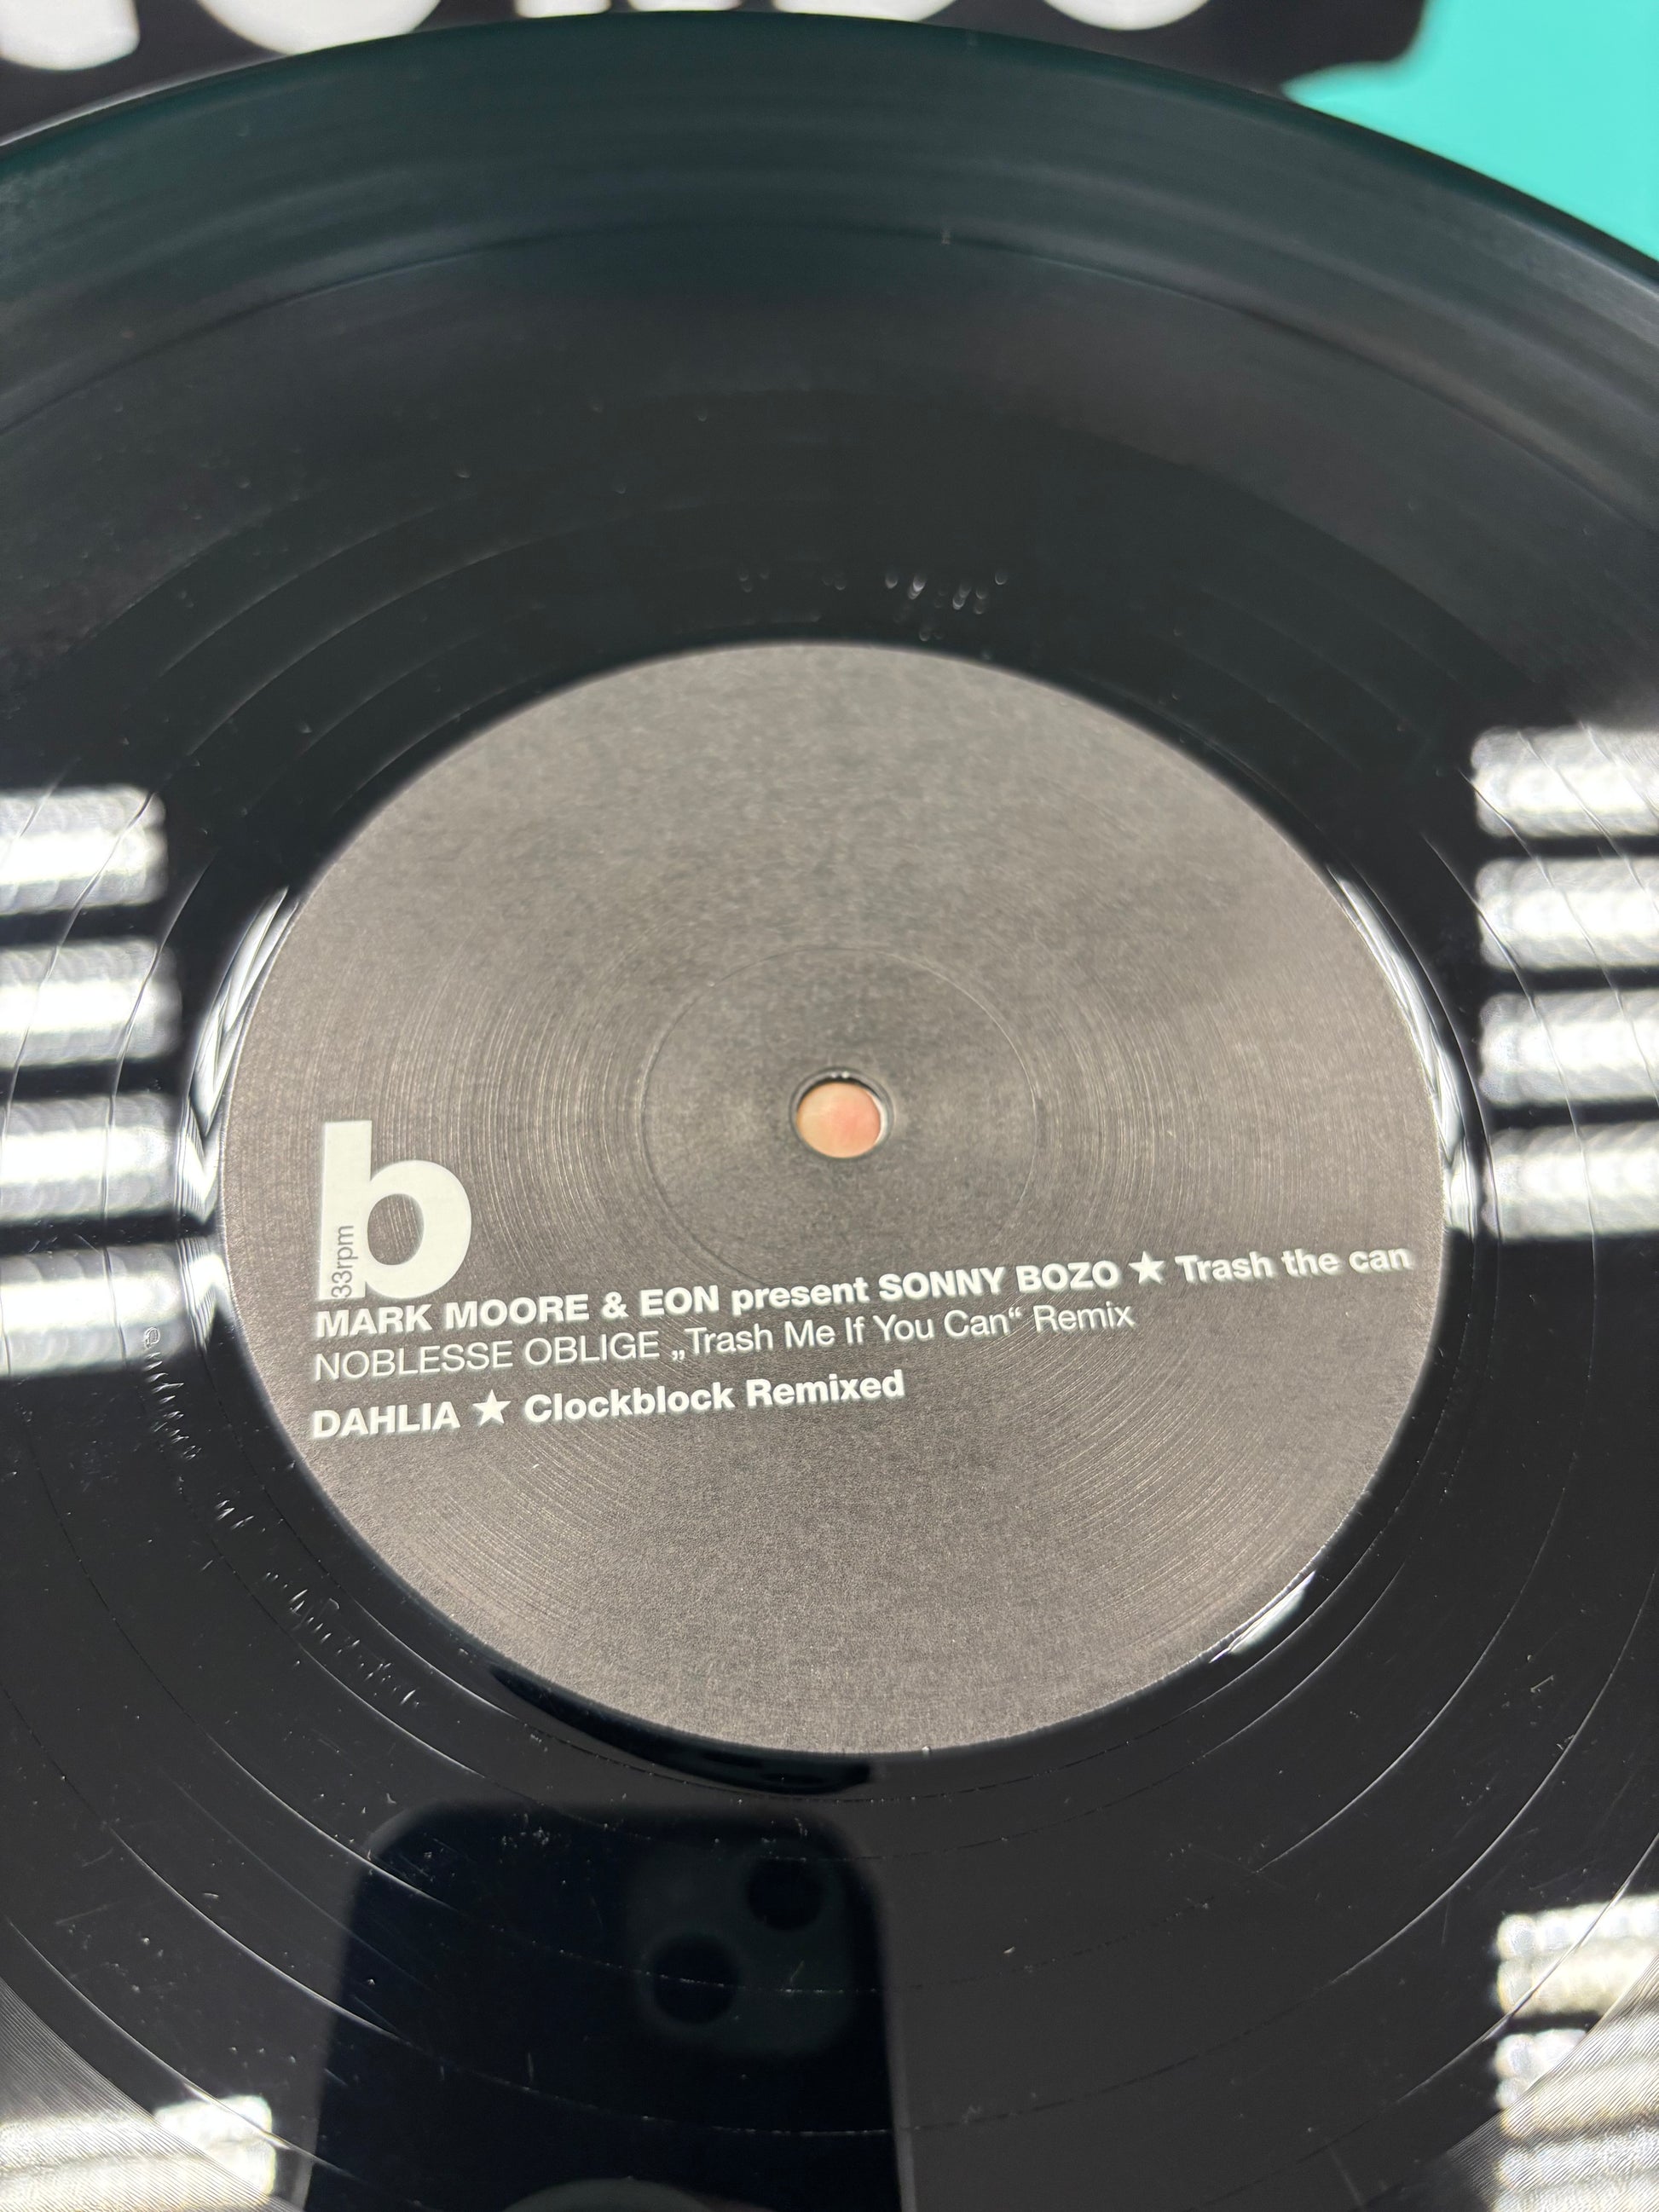 b
33rpm
MARK MOORE & EON present SONNY BOZO ★ Trash the can
NOBLESSE OBLIGE „Trash Me If You Can“ Remix
DAHLIA ★ Clockblock Remixed